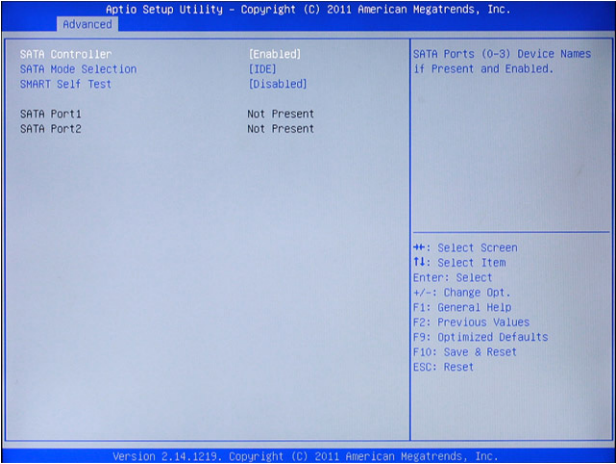 Aptio Setup Utility – Copyright (C) 2011 American Megatrends, Inc.
Advanced
SATA Controller [Enabled]
SATA Mode Selection [IDE]
SMART Self Test [Disabled]
SATA Port1 Not Present
SATA Port2 Not Present
SATA Ports (0-3) Device Names
if Present and Enabled.
→←: Select Screen
↑↓: Select Item
Enter: Select
+/-: Change Opt.
F1: General Help
F2: Previous Values
F9: Optimized Defaults
F10: Save & Reset
ESC: Reset
Version 2.14.1219. Copyright (C) 2011 American Megatrends, Inc.